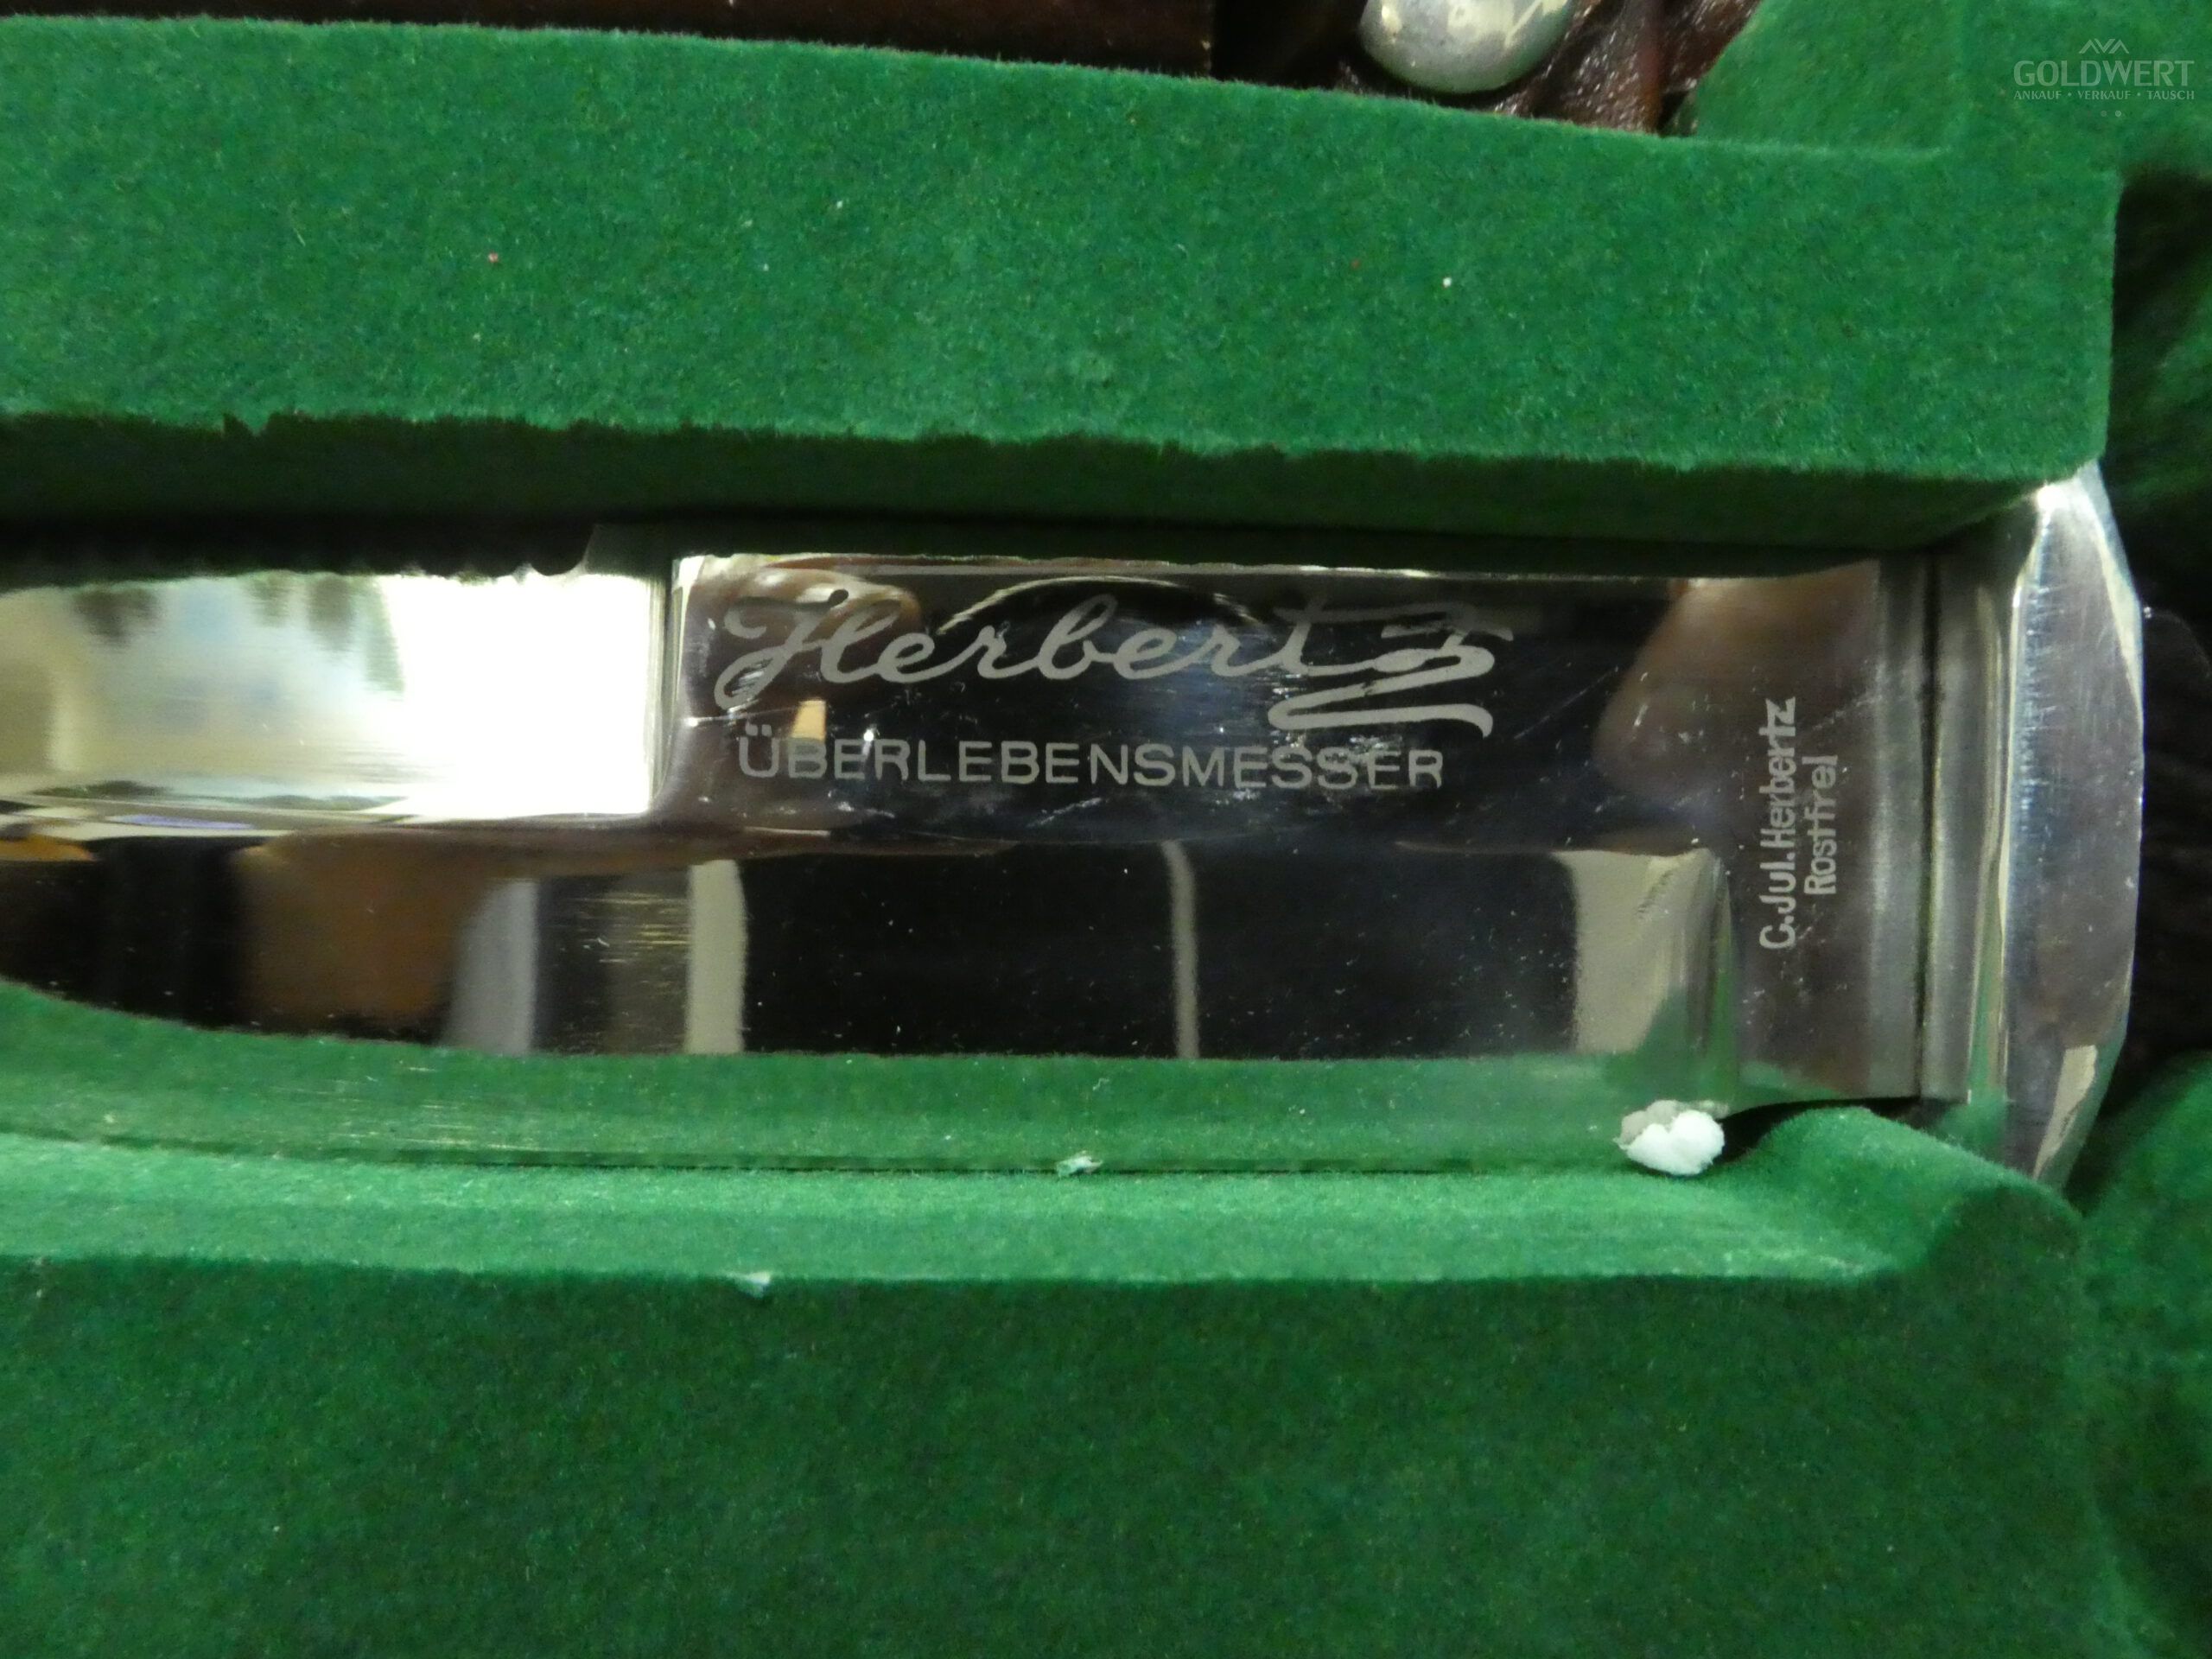 GOLDWERT
ANKAUF • VERKAUF • TAUSCH
Herbertz
ÜBERLEBENSMESSER
C.Jul.Herbertz
Rostfrei